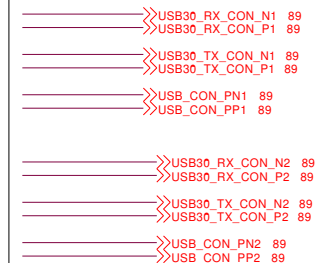 USB30_RX_CON_N1 89
USB30_RX_CON_P1 89
USB30_TX_CON_N1 89
USB30_TX_CON_P1 89
USB_CON_PN1 89
USB_CON_PP1 89
USB30_RX_CON_N2 89
USB30_RX_CON_P2 89
USB30_TX_CON_N2 89
USB30_TX_CON_P2 89
USB_CON_PN2 89
USB_CON_PP2 89